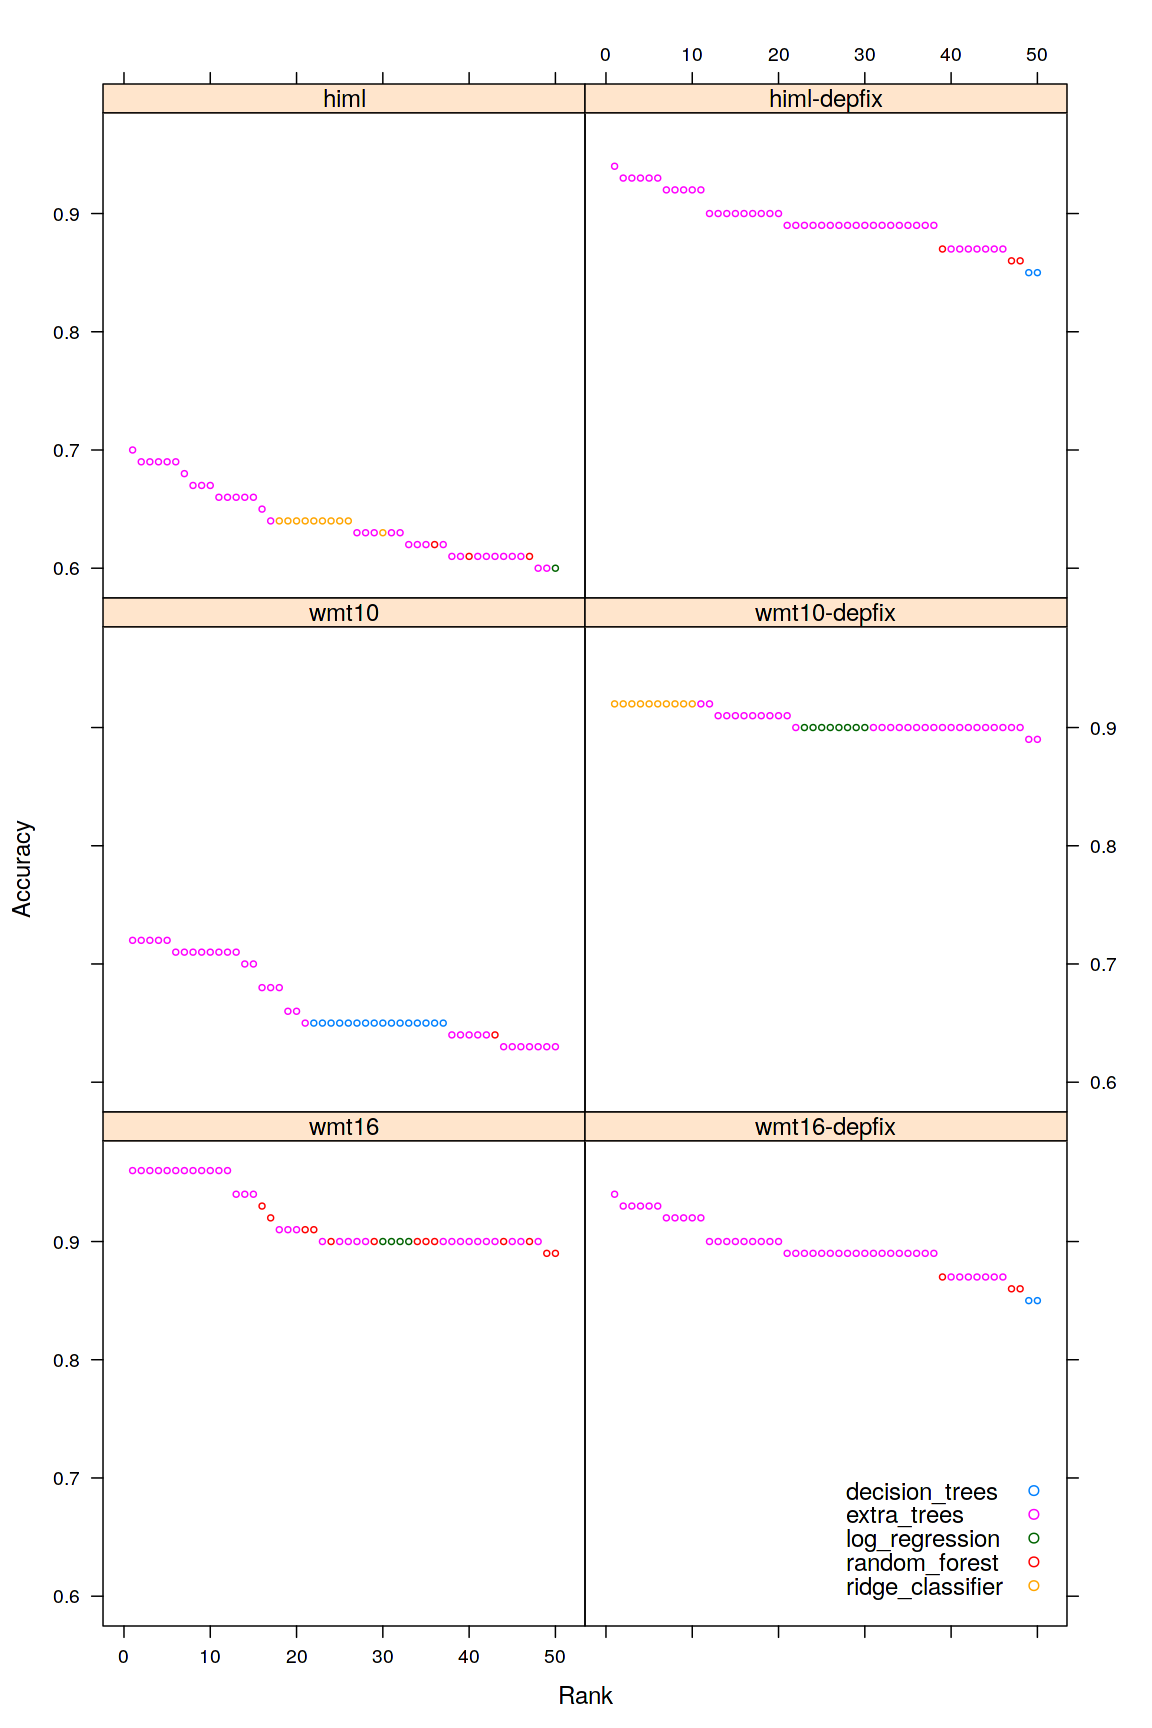 0 10 20 30 40 50
himl himl-depfix
0.9
0.8
0.7
0.6
wmt10 wmt10-depfix
0.9
0.8
0.7
0.6
Accuracy
wmt16 wmt16-depfix
0.9
0.8
0.7
0.6
decision_trees
extra_trees
log_regression
random_forest
ridge_classifier
0 10 20 30 40 50
Rank